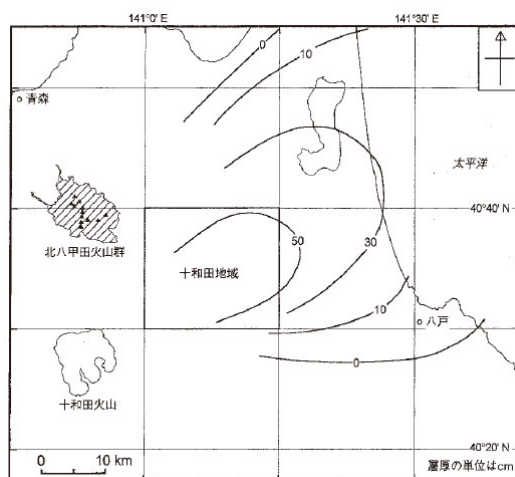 141°0' E
141°30' E
0
10
青森
太平洋
40°40' N
北八甲田火山群
十和田地域
50
30
10
八戸
0
十和田火山
40°20' N
0 10 km
層厚の単位はcm